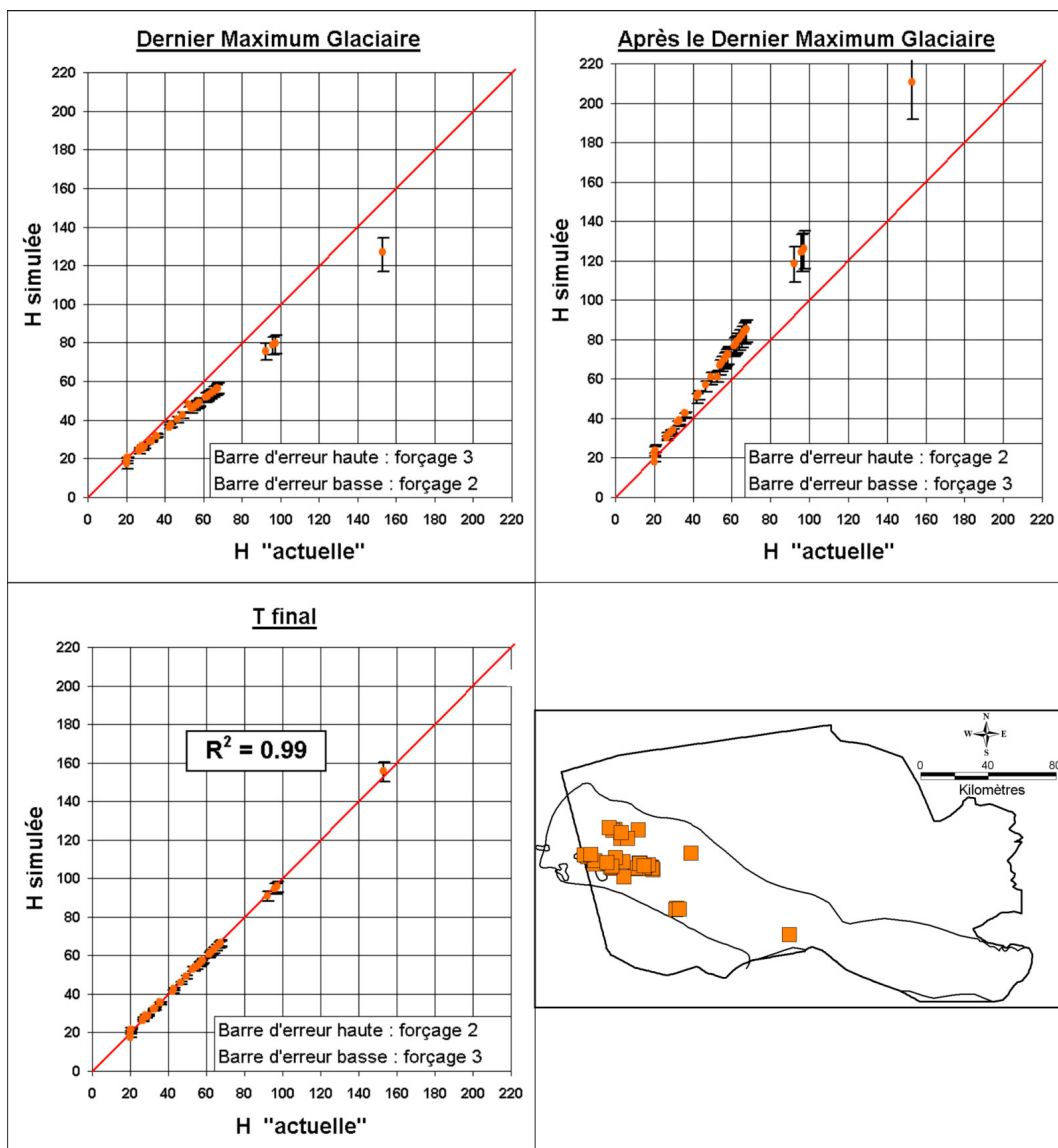 Dernier Maximum Glaciaire
220
200
180
160
140
120
100
80
60
40
20
0
H simulée
Barre d'erreur haute : forçage 3
Barre d'erreur basse : forçage 2
0 20 40 60 80 100 120 140 160 180 200 220
H "actuelle"
Après le Dernier Maximum Glaciaire
220
200
180
160
140
120
100
80
60
40
20
0
H simulée
Barre d'erreur haute : forçage 2
Barre d'erreur basse : forçage 3
0 20 40 60 80 100 120 140 160 180 200 220
H "actuelle"
T final
220
200
180
160
140
120
100
80
60
40
20
0
H simulée
R² = 0.99
Barre d'erreur haute : forçage 2
Barre d'erreur basse : forçage 3
0 20 40 60 80 100 120 140 160 180 200 220
H "actuelle"
N
W E
S
0 40 80
Kilomètres